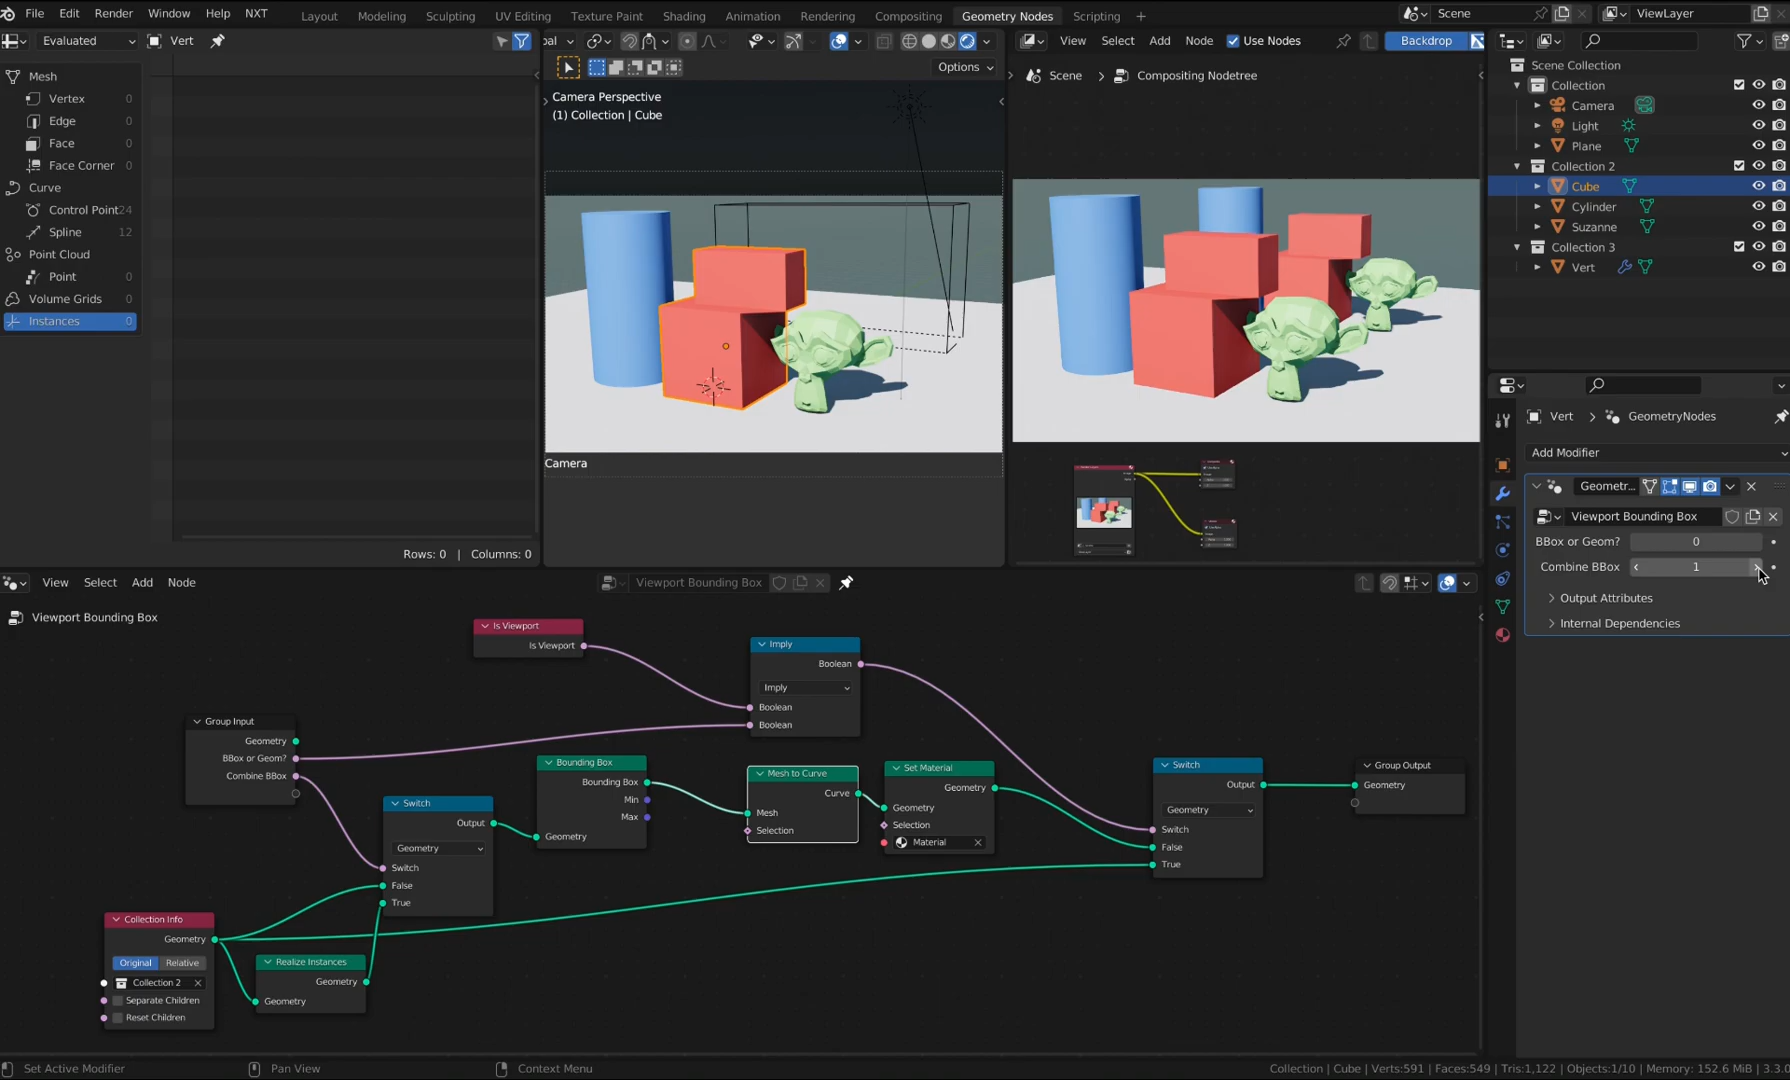 File Edit Render Window Help NXT Layout Modeling Sculpting UV Editing Texture Paint Shading Animation Rendering Compositing Geometry Nodes Scripting + Scene ViewLayer
Evaluated Vert
View Select Add Node Use Nodes Backdrop
Options
Mesh
Vertex 0
Edge 0
Face 0
Face Corner 0
Curve
Control Point 24
Spline 12
Point Cloud
Point 0
Volume Grids 0
Instances 0
Rows: 0 | Columns: 0
Camera Perspective
(1) Collection | Cube
Camera
Scene > Compositing Nodetree
Scene Collection
Collection
Camera
Light
Plane
Collection 2
Cube
Cylinder
Suzanne
Collection 3
Vert
Vert > GeometryNodes
Add Modifier
Geometr...
Viewport Bounding Box
BBox or Geom? 0
Combine BBox 1
Output Attributes
Internal Dependencies
View Select Add Node Viewport Bounding Box
Viewport Bounding Box
Is Viewport
Is Viewport
Imply
Boolean
Imply
Boolean
Boolean
Group Input
Geometry
BBox or Geom?
Combine BBox
Switch
Output
Geometry
Switch
False
True
Bounding Box
Bounding Box
Min
Max
Geometry
Mesh to Curve
Curve
Mesh
Selection
Set Material
Geometry
Geometry
Selection
Material
Switch
Output
Geometry
Switch
False
True
Group Output
Geometry
Collection Info
Geometry
Original Relative
Collection 2
Separate Children
Reset Children
Realize Instances
Geometry
Geometry
Set Active Modifier Pan View Context Menu Collection | Cube | Verts:591 | Faces:549 | Tris:1,122 | Objects:1/10 | Memory: 152.6 MiB | 3.3.0